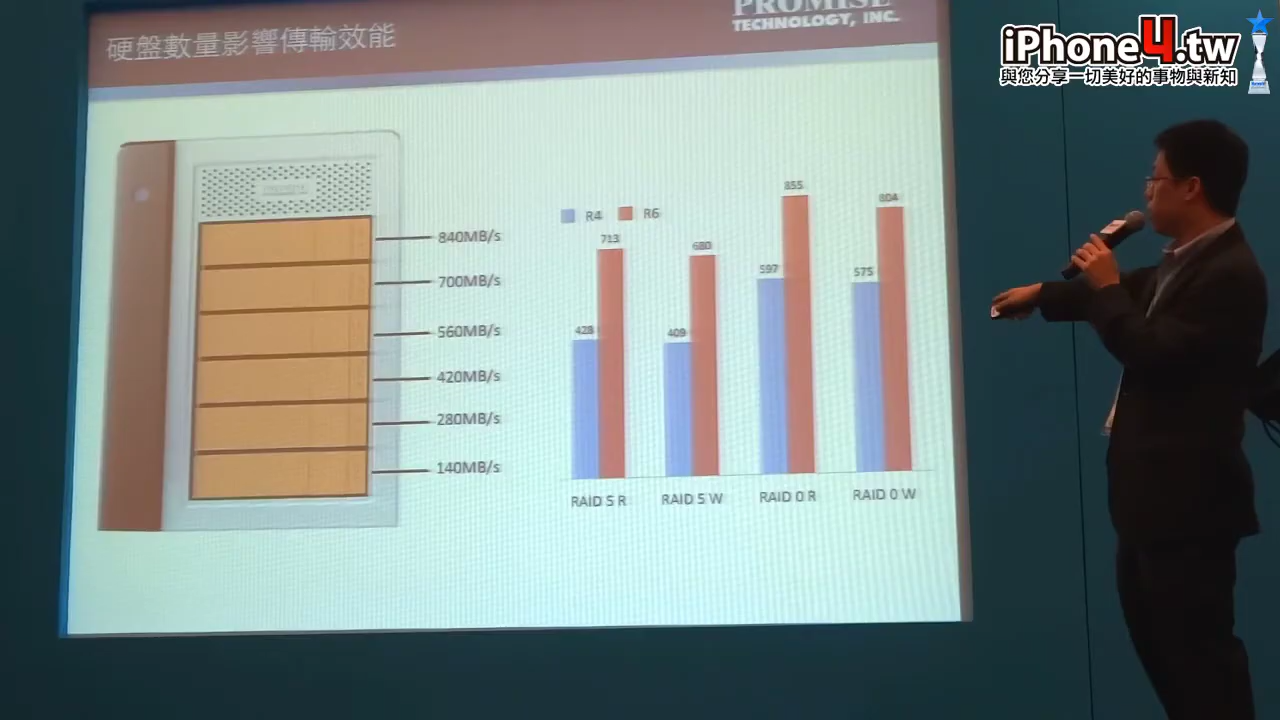 硬盤數量影響傳輸效能
PROMISE
TECHNOLOGY, INC.
iPhone4.tw
與您分享一切美好的事物與新知
840MB/s
700MB/s
560MB/s
420MB/s
280MB/s
140MB/s
R4 R6
428 713 409 680 597 855 575 804
RAID 5 R RAID 5 W RAID 0 R RAID 0 W